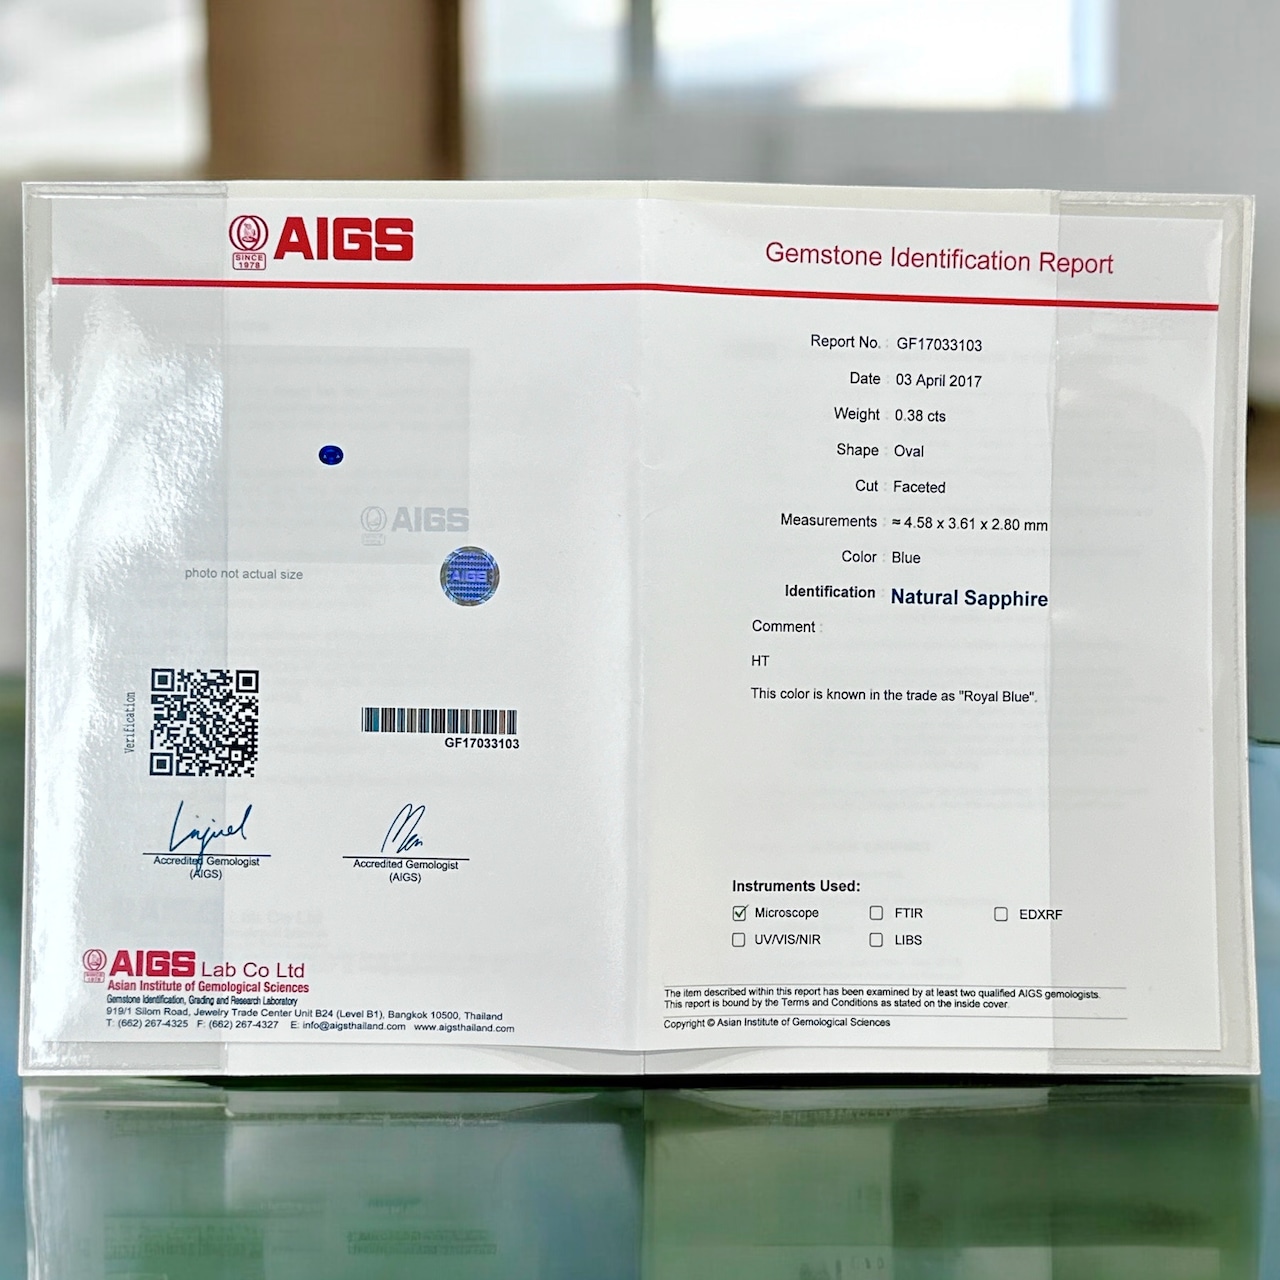 SINCE
1978
AIGS
Gemstone Identification Report
Report No. : GF17033103
Date : 03 April 2017
Weight : 0.38 cts
Shape : Oval
Cut : Faceted
Measurements : ≈ 4.58 x 3.61 x 2.80 mm
Color : Blue
Identification : Natural Sapphire
Comment :
HT
This color is known in the trade as "Royal Blue".
AIGS
photo not actual size
AIGS
Verification
GF17033103
Accredited Gemologist
(AIGS)
Accredited Gemologist
(AIGS)
Instruments Used:
Microscope FTIR EDXRF
UV/VIS/NIR LIBS
AIGS Lab Co Ltd
Asian Institute of Gemological Sciences
Gemstone Identification, Grading and Research Laboratory
919/1 Silom Road, Jewelry Trade Center Unit B24 (Level B1), Bangkok 10500, Thailand
T: (662) 267-4325 F: (662) 267-4327 E: info@aigsthailand.com www.aigsthailand.com
The item described within this report has been examined by at least two qualified AIGS gemologists.
This report is bound by the Terms and Conditions as stated on the inside cover.
Copyright © Asian Institute of Gemological Sciences